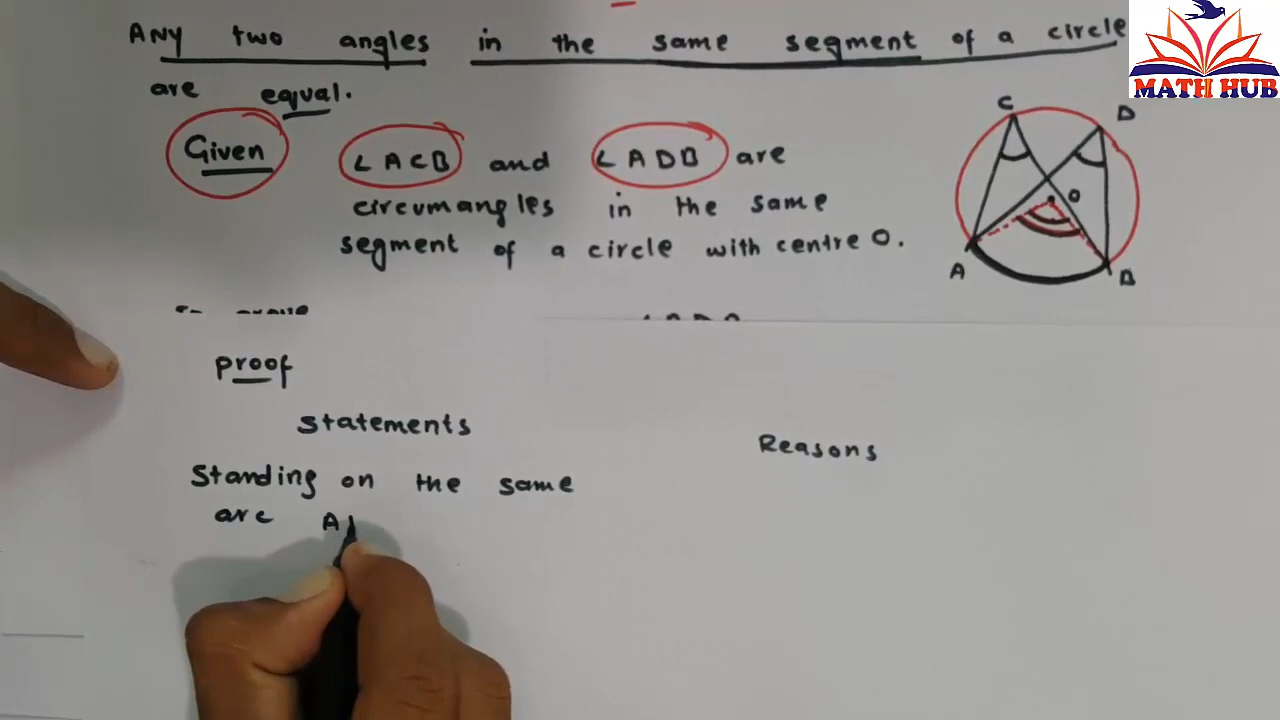 Any two angles in the same segment of a circle
are equal.
Given ∠ACB and ∠ADB are
circumangles in the same
segment of a circle with centre O.
C
D
O
A
B
Proof
Statements
Reasons
Standing on the same
arc A
MATH HUB